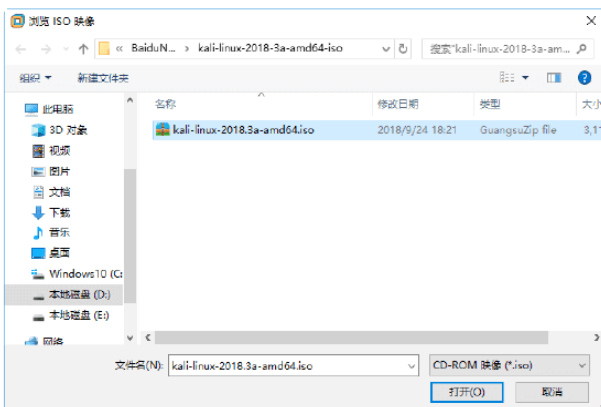 浏览 ISO 映像
« BaiduN... › kali-linux-2018-3a-amd64-iso
搜索"kali-linux-2018-3a-am...
组织
新建文件夹
名称 修改日期 类型 大小
kali-linux-2018.3a-amd64.iso 2018/9/24 18:21 GuangsuZip file 3,11
此电脑
3D 对象
视频
图片
文档
下载
音乐
桌面
Windows10 (C:
本地磁盘 (D:)
本地磁盘 (E:)
网络
文件名(N): kali-linux-2018.3a-amd64.iso CD-ROM 映像 (*.iso)
打开(O) 取消